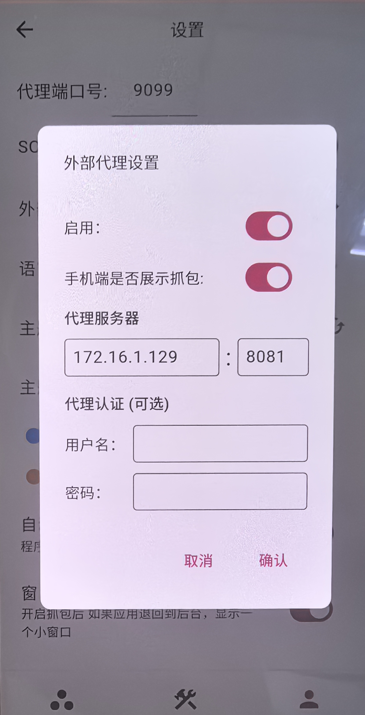 设置
代理端口号: 9099
SO
外
外部代理设置
启用：
语
手机端是否展示抓包:
主
代理服务器
172.16.1.129 : 8081
主
代理认证 (可选)
用户名：
密码：
自
程序
取消 确认
窗
开启抓包后 如果应用退回到后台，显示一
个小窗口